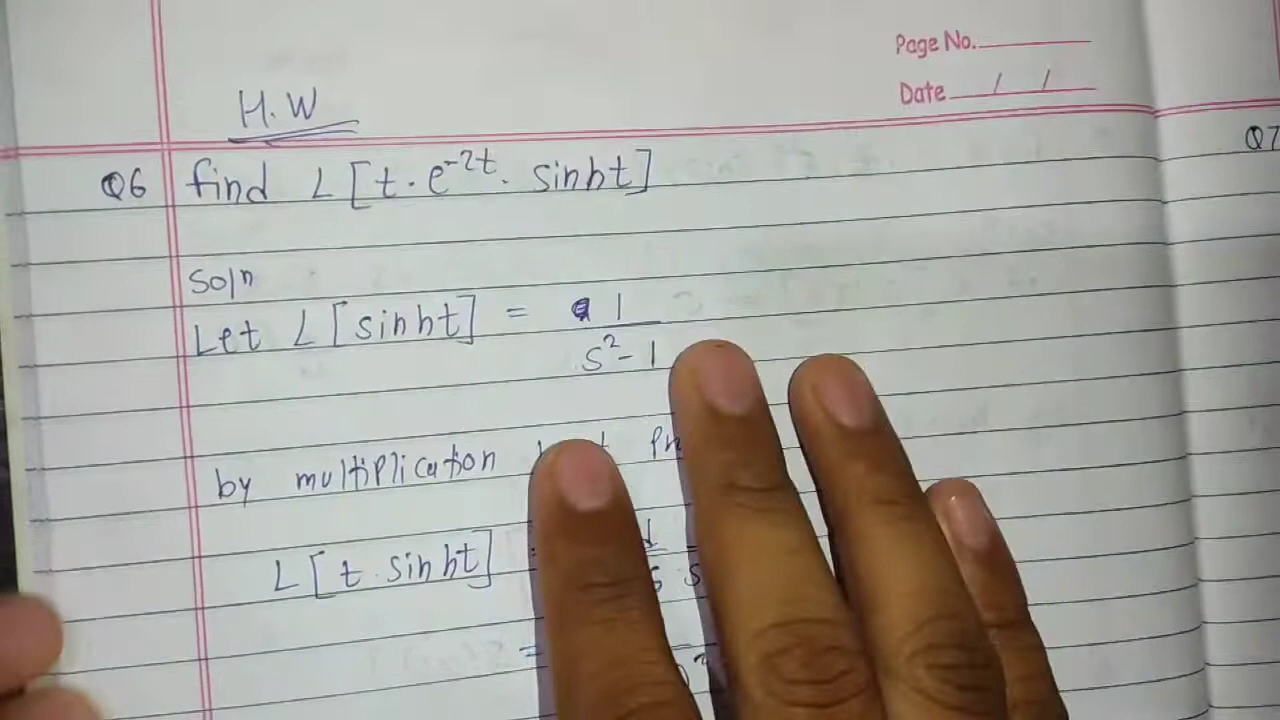 Page No.
Date / /
H.W
Q6 find L[t·e^-2t· sinht]
Q7
Soln
Let L[sinht] = 1
s²-1
by multiplication
L[t.sinht]
=